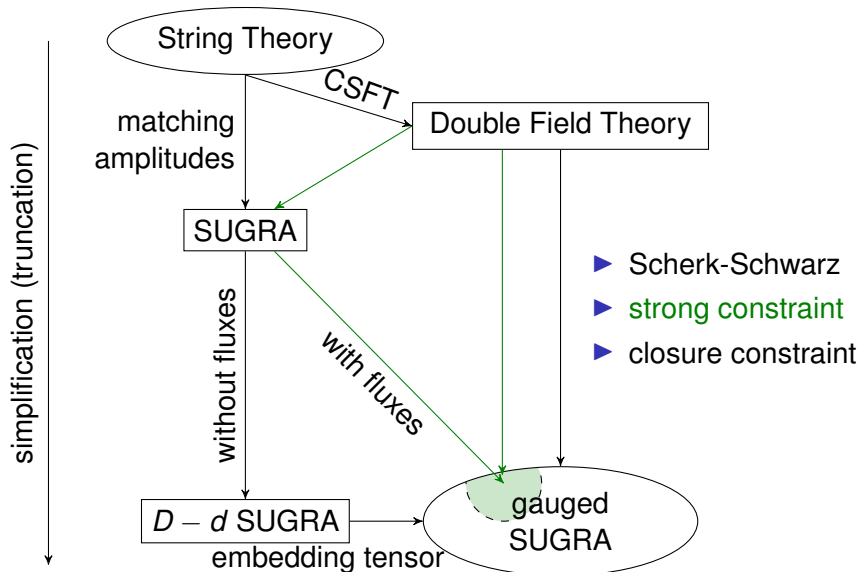 String Theory
CSFT
matching
amplitudes
Double Field Theory
simplification (truncation)
SUGRA
Scherk-Schwarz
strong constraint
closure constraint
without fluxes
with fluxes
D − d SUGRA
embedding tensor
gauged
SUGRA